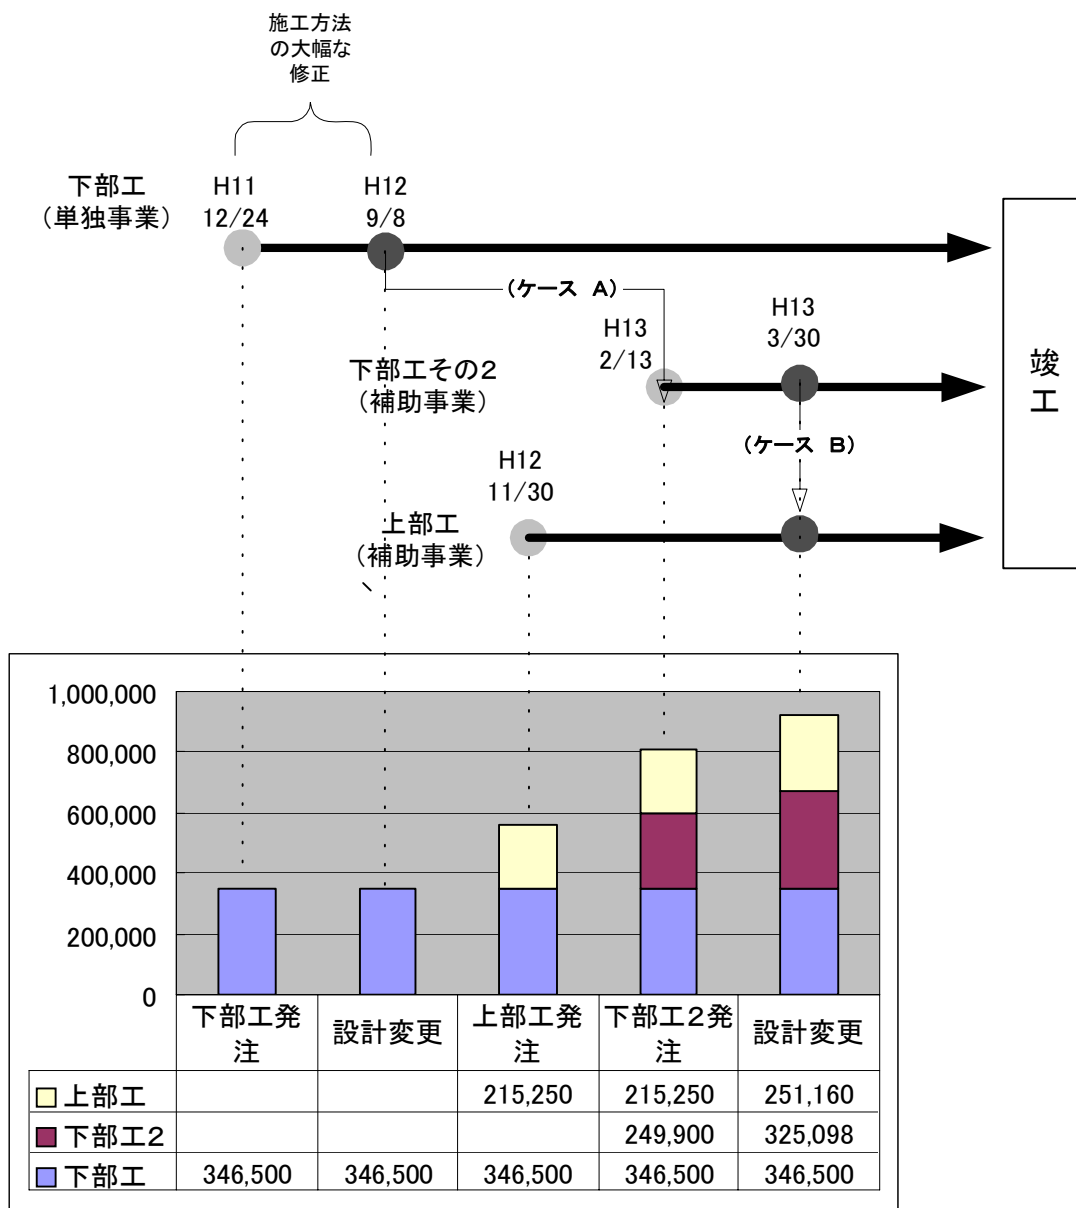 施工方法
の大幅な
修正
下部工
（単独事業）
H11
12/24
H12
9/8
（ケース A）
H13
2/13
H13
3/30
下部工その2
（補助事業）
（ケース B）
H12
11/30
上部工
（補助事業）
、
竣
工
1,000,000
800,000
600,000
400,000
200,000
0
下部工発
注
設計変更
上部工発
注
下部工2発
注
設計変更
上部工 215,250 215,250 251,160
下部工2 249,900 325,098
下部工 346,500 346,500 346,500 346,500 346,500